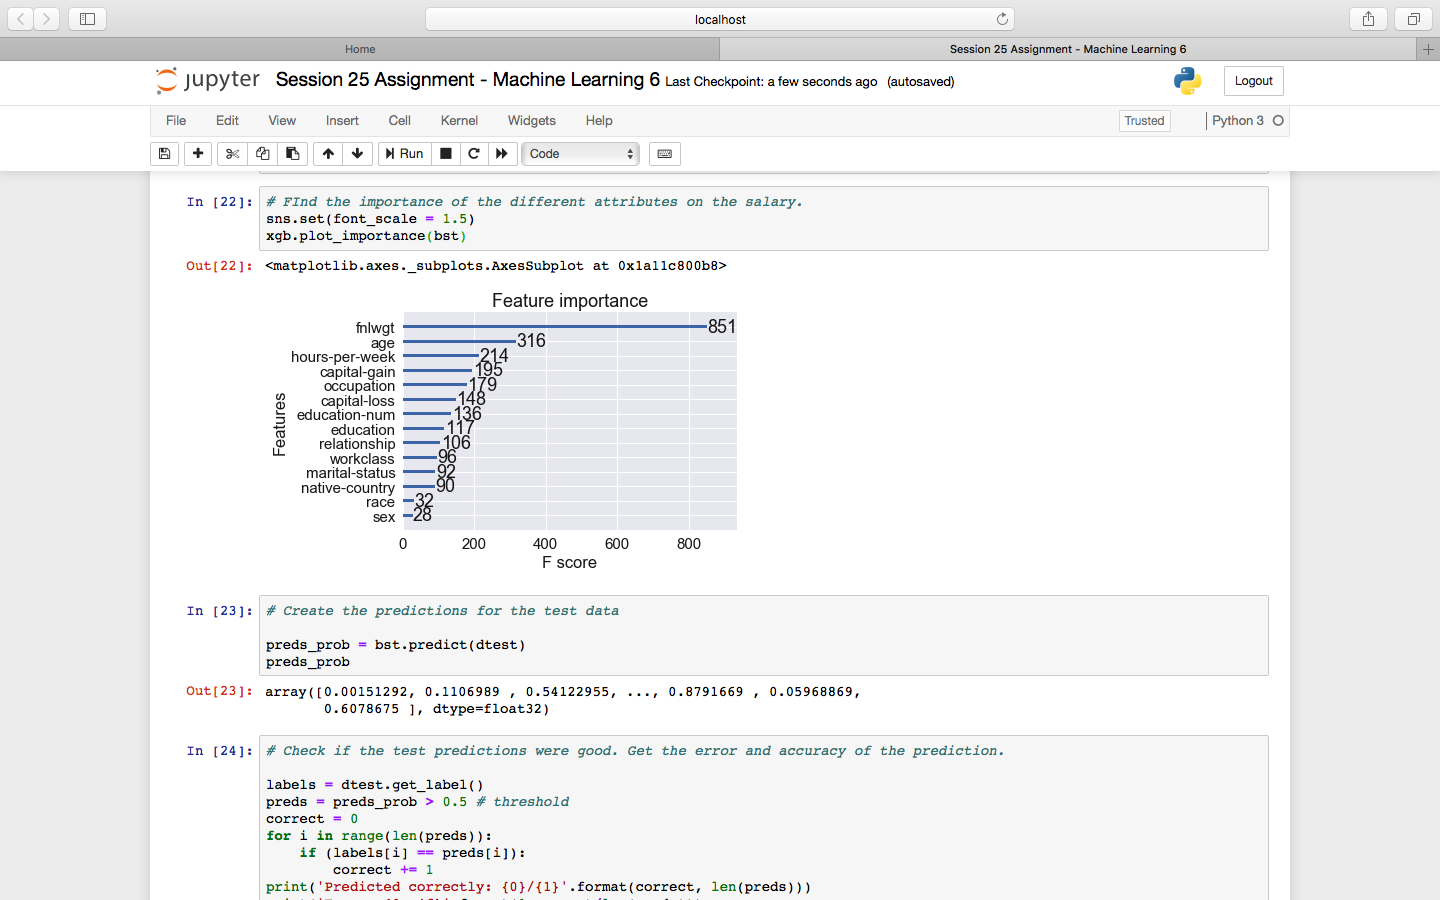 localhost
Home
Session 25 Assignment - Machine Learning 6
jupyter Session 25 Assignment - Machine Learning 6 Last Checkpoint: a few seconds ago (autosaved)
Logout
File Edit View Insert Cell Kernel Widgets Help
Trusted
Python 3
Run
Code
In [22]: # FInd the importance of the different attributes on the salary.
sns.set(font_scale = 1.5)
xgb.plot_importance(bst)
Out[22]: <matplotlib.axes._subplots.AxesSubplot at 0x1a11c800b8>
Feature importance
Features
fnlwgt 851
age 316
hours-per-week 214
capital-gain 195
occupation 179
capital-loss 148
education-num 136
education 117
relationship 106
workclass 96
marital-status 92
native-country 90
race 32
sex 28
0 200 400 600 800
F score
In [23]: # Create the predictions for the test data
preds_prob = bst.predict(dtest)
preds_prob
Out[23]: array([0.00151292, 0.1106989 , 0.54122955, ..., 0.8791669 , 0.05968869,
0.6078675 ], dtype=float32)
In [24]: # Check if the test predictions were good. Get the error and accuracy of the prediction.
labels = dtest.get_label()
preds = preds_prob > 0.5 # threshold
correct = 0
for i in range(len(preds)):
if (labels[i] == preds[i]):
correct += 1
print('Predicted correctly: {0}/{1}'.format(correct, len(preds)))